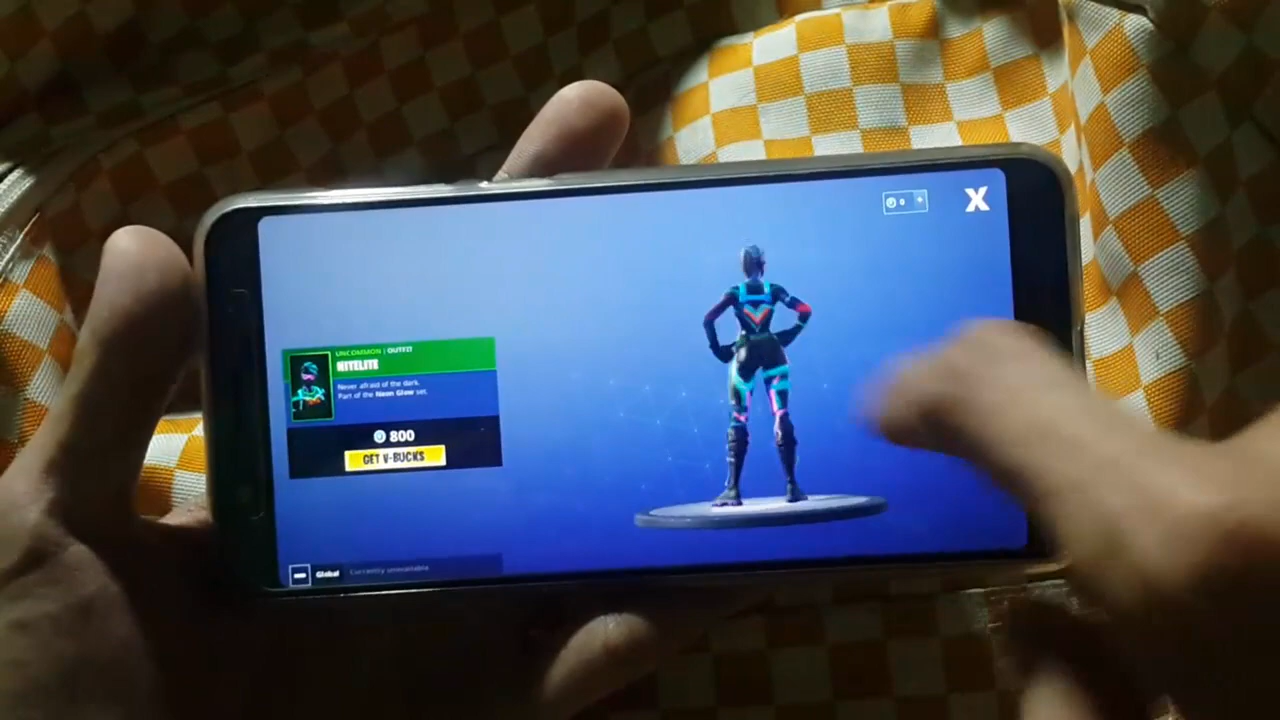 0 +
X
UNCOMMON | OUTFIT
NITELITE
Never afraid of the dark.
Part of the Neon Glow set.
800
GET V-BUCKS
Global Currently unavailable